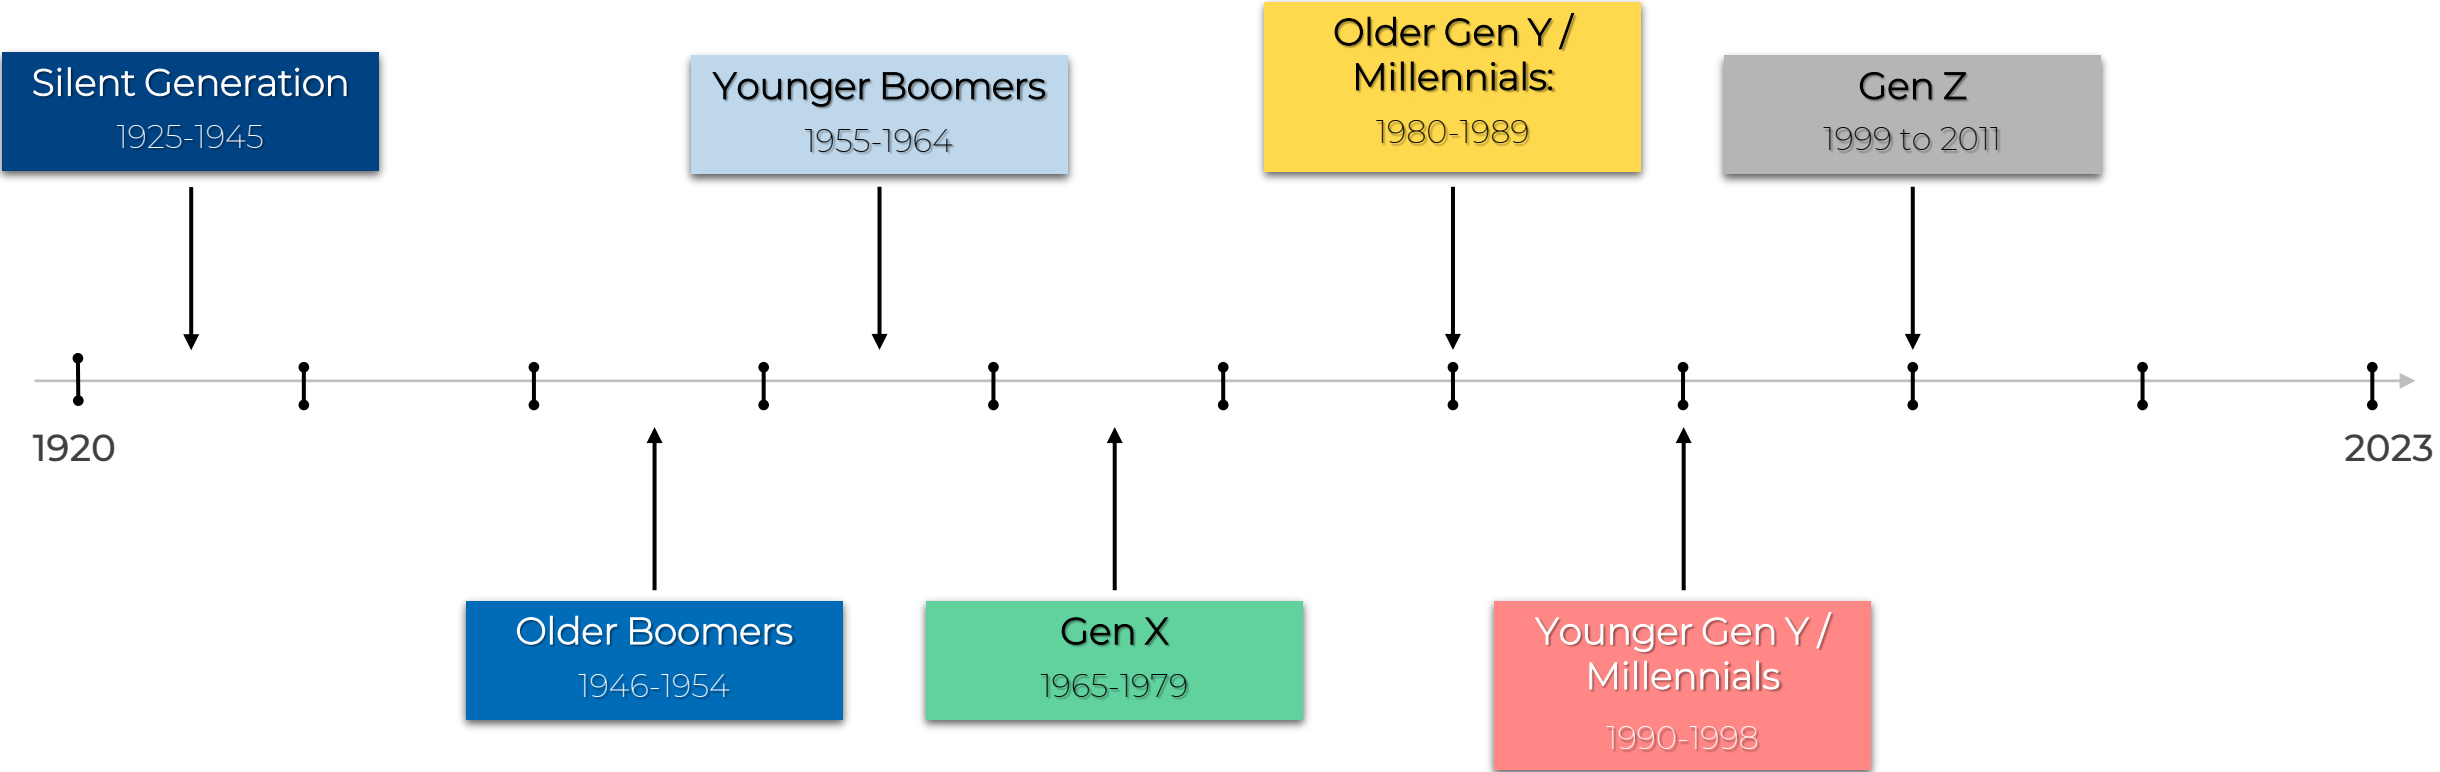 Silent Generation
1925-1945
Younger Boomers
1955-1964
Older Gen Y /
Millennials:
1980-1989
Gen Z
1999 to 2011
1920
2023
Older Boomers
1946-1954
Gen X
1965-1979
Younger Gen Y /
Millennials
1990-1998